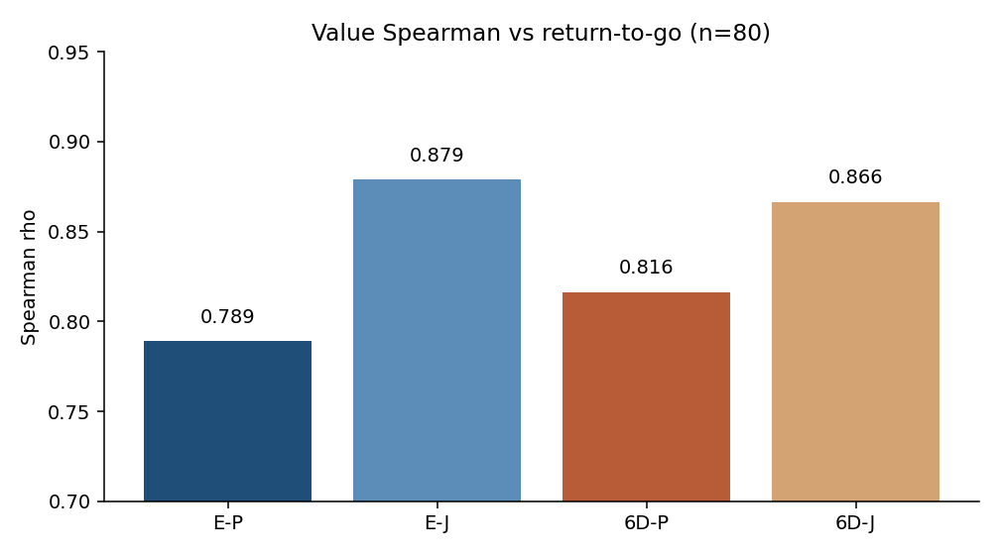 Value Spearman vs return-to-go (n=80)
Spearman rho
0.95
0.90
0.85
0.80
0.75
0.70
0.789
0.879
0.816
0.866
E-P
E-J
6D-P
6D-J